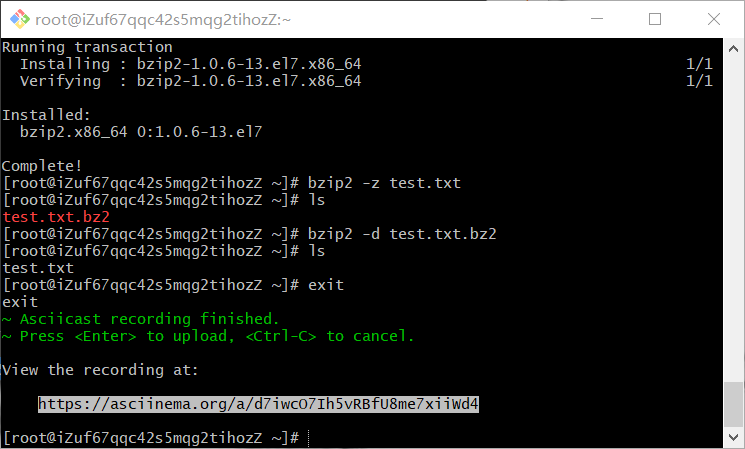 root@iZuf67qqc42s5mqg2tihozZ:~
Running transaction
  Installing : bzip2-1.0.6-13.el7.x86_64 1/1
  Verifying  : bzip2-1.0.6-13.el7.x86_64 1/1
Installed:
  bzip2.x86_64 0:1.0.6-13.el7
Complete!
[root@iZuf67qqc42s5mqg2tihozZ ~]# bzip2 -z test.txt
[root@iZuf67qqc42s5mqg2tihozZ ~]# ls
test.txt.bz2
[root@iZuf67qqc42s5mqg2tihozZ ~]# bzip2 -d test.txt.bz2
[root@iZuf67qqc42s5mqg2tihozZ ~]# ls
test.txt
[root@iZuf67qqc42s5mqg2tihozZ ~]# exit
exit
~ Asciicast recording finished.
~ Press <Enter> to upload, <Ctrl-C> to cancel.
View the recording at:
https://asciinema.org/a/d7iwcO7Ih5vRBfU8me7xiiWd4
[root@iZuf67qqc42s5mqg2tihozZ ~]#